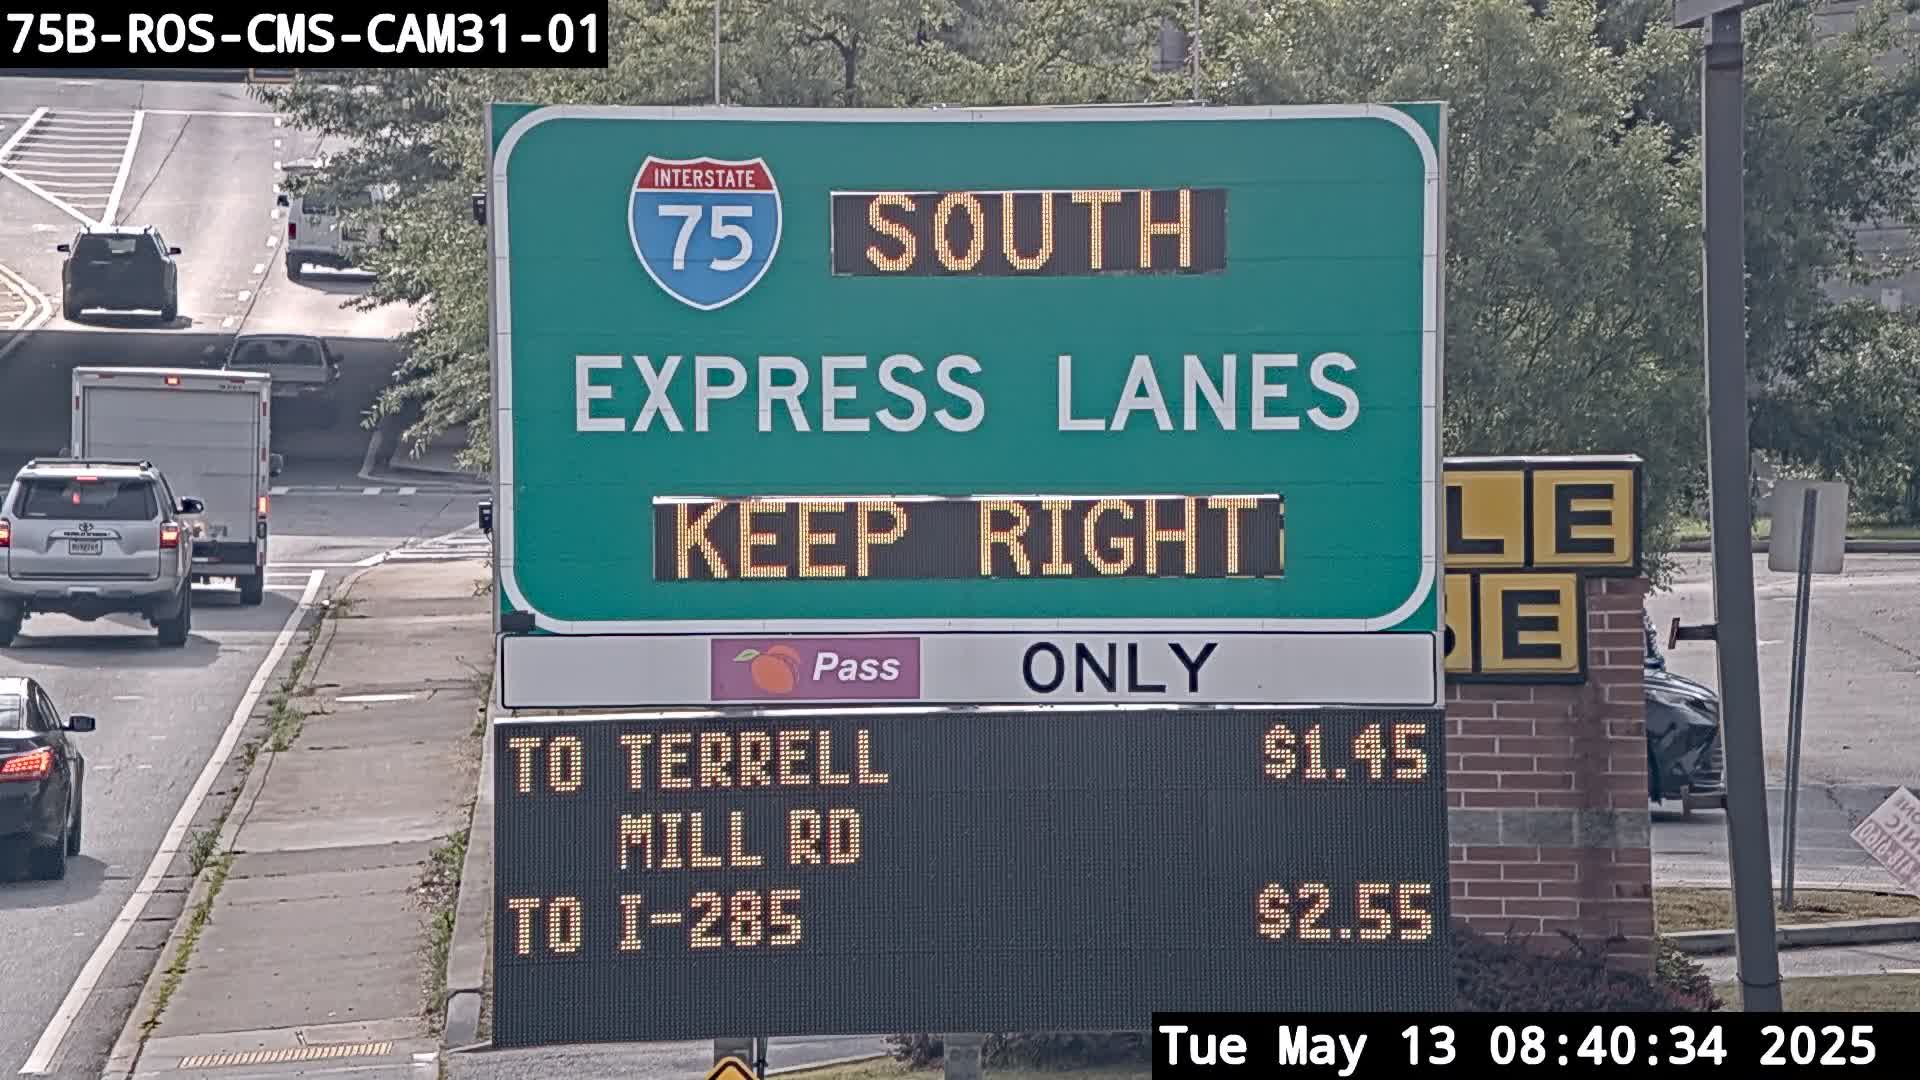 75B-ROS-CMS-CAM31-01
INTERSTATE
75
SOUTH
EXPRESS LANES
KEEP RIGHT
Pass ONLY
TO TERRELL $1.45
MILL RD
TO I-285 $2.55
LE
E
Tue May 13 08:40:34 2025